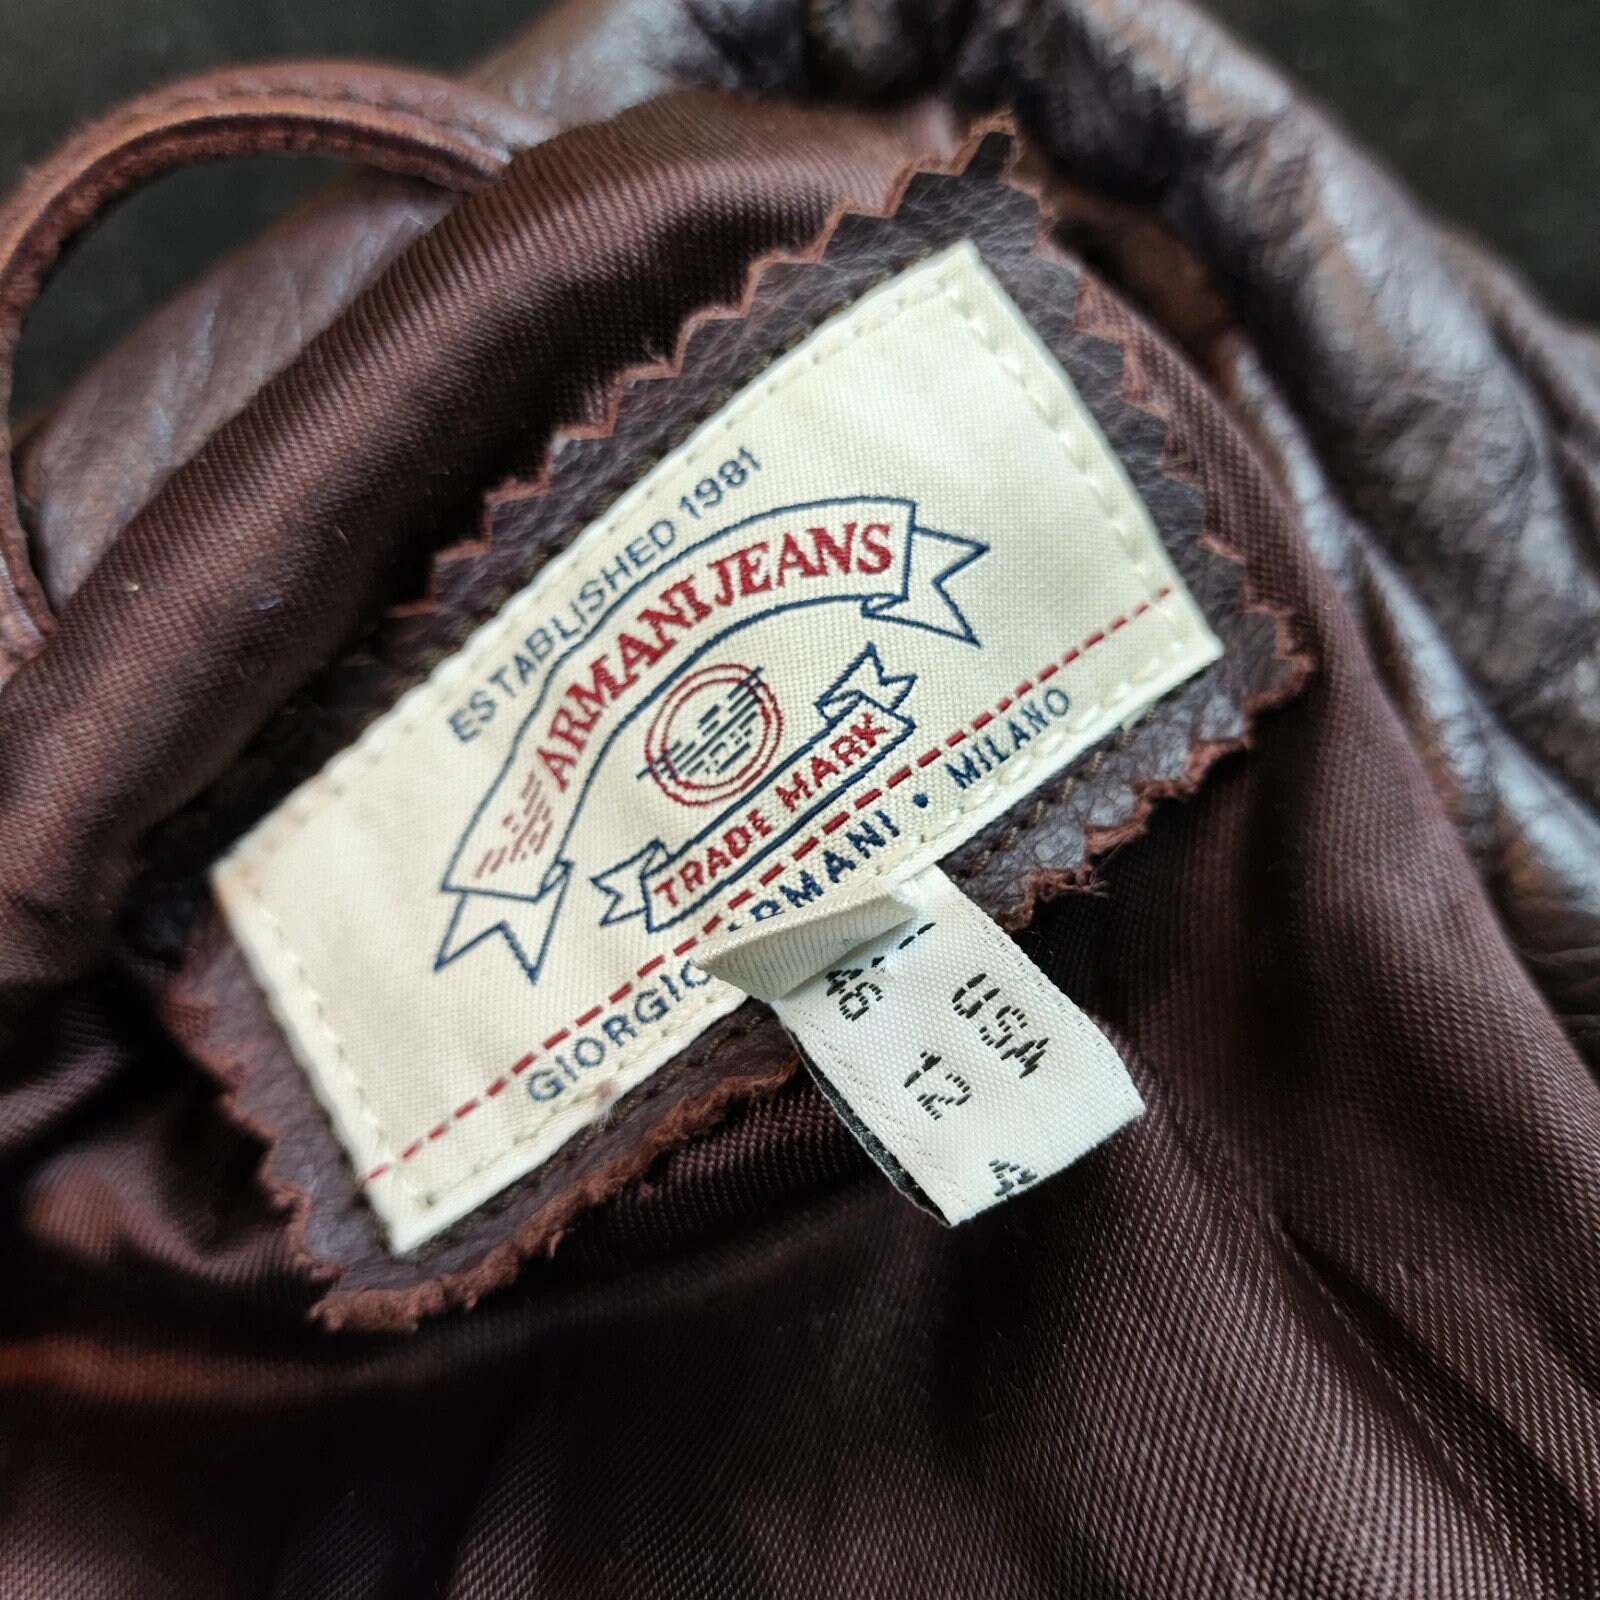 ESTABLISHED 1981
ARMANI JEANS
TRADE MARK
GIORGIO ARMANI · MILANO
46
USA
12